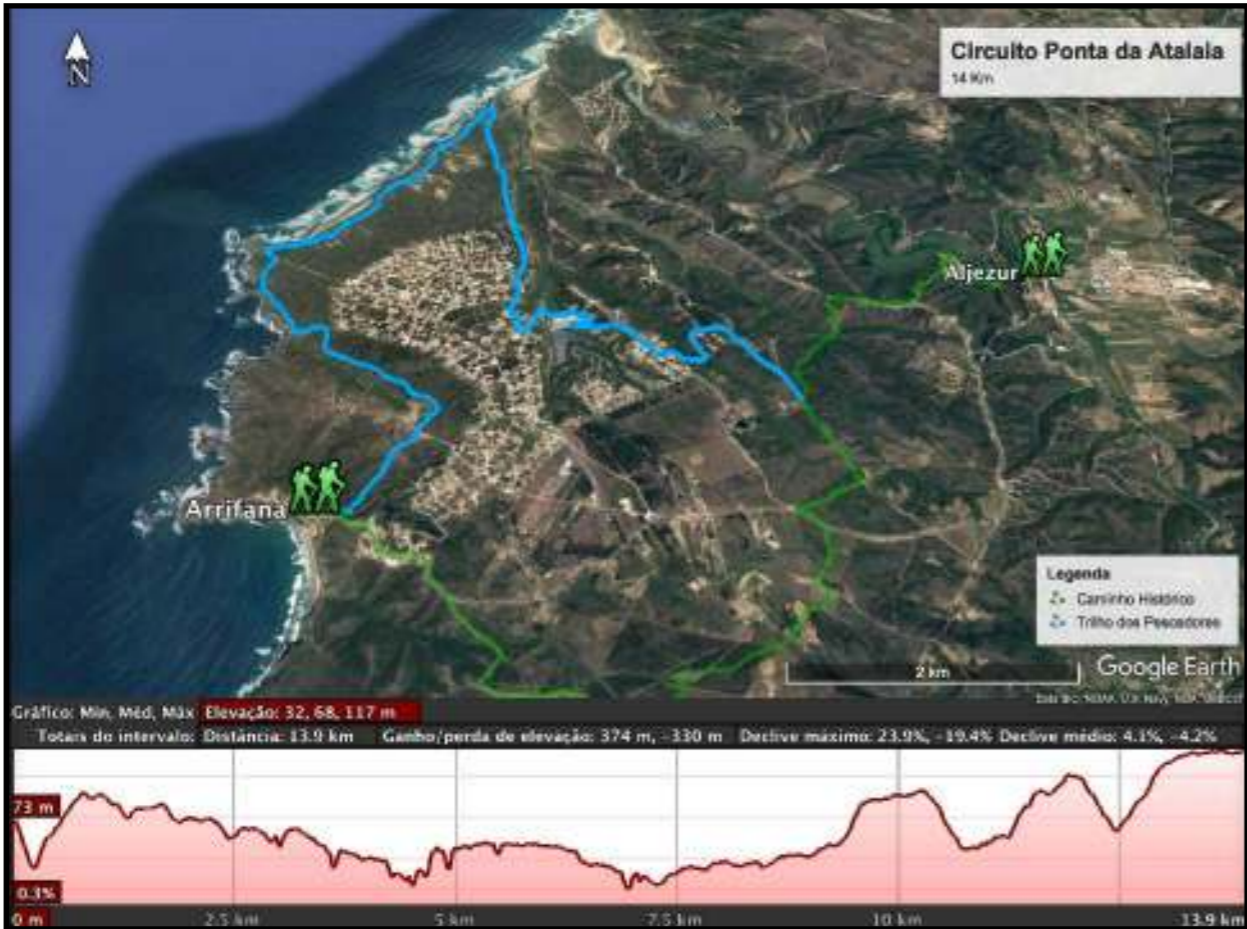 N
Circuito Ponta da Atalaia
14 Km
Aljezur
Arrifana
Legenda
Caminho Histórico
Trilho dos Pescadores
2 km
Google Earth
Gráfico: Min, Méd, Máx Elevação: 32, 68, 117 m
Totais do intervalo: Distância: 13.9 km Ganho/perda de elevação: 374 m, -330 m Declive máximo: 23.9%, -19.4% Declive médio: 4.1%, -4.2%
73 m
0.3%
0 m 2.5 km 5 km 7.5 km 10 km 13.9 km